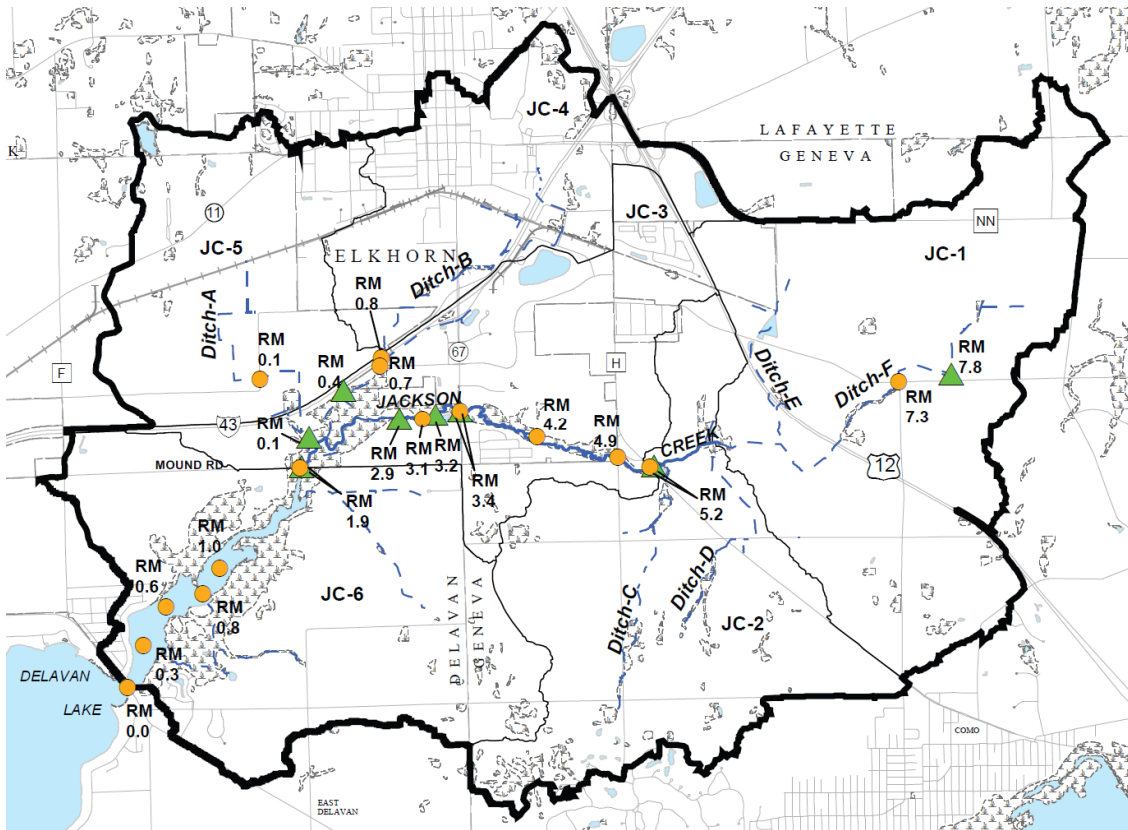 JC-4
LAFAYETTE
GENEVA
K
11
JC-3
NN
JC-5
JC-1
ELKHORN
Ditch-B
RM
0.8
Ditch-A
67
H
F
RM
0.1
RM
0.4
RM
0.7
Ditch-E
Ditch-F
RM
7.8
RM
7.3
JACKSON
43
RM
0.1
RM
4.2
RM
4.9
CREEK
MOUND RD
RM
2.9
RM
3.1
RM
3.2
12
RM
1.9
RM
3.4
RM
5.2
RM
1.0
RM
0.6
RM
0.8
JC-6
DELAVAN
GENEVA
Ditch-C
Ditch-D
JC-2
RM
0.3
DELAVAN
LAKE
RM
0.0
COMO
EAST
DELAVAN